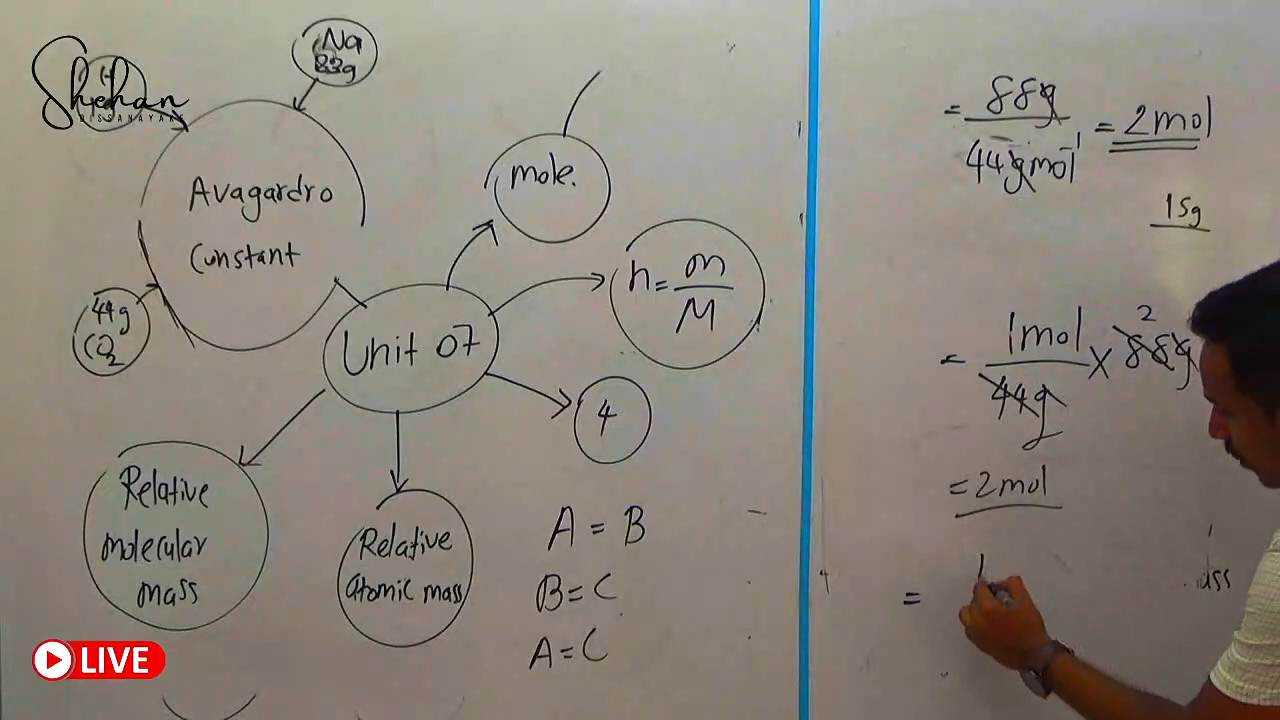 Shehan
DISSANAYAKE
Na
23g
Avagardro
Constant
44g
CO2
mole.
n = m
M
Unit 07
4
Relative
molecular
mass
Relative
atomic mass
A = B
B = C
A = C
LIVE
= 88g
44gmol-1
= 2mol
15g
= 1mol
44g
X 88g
2
= 2mol
=